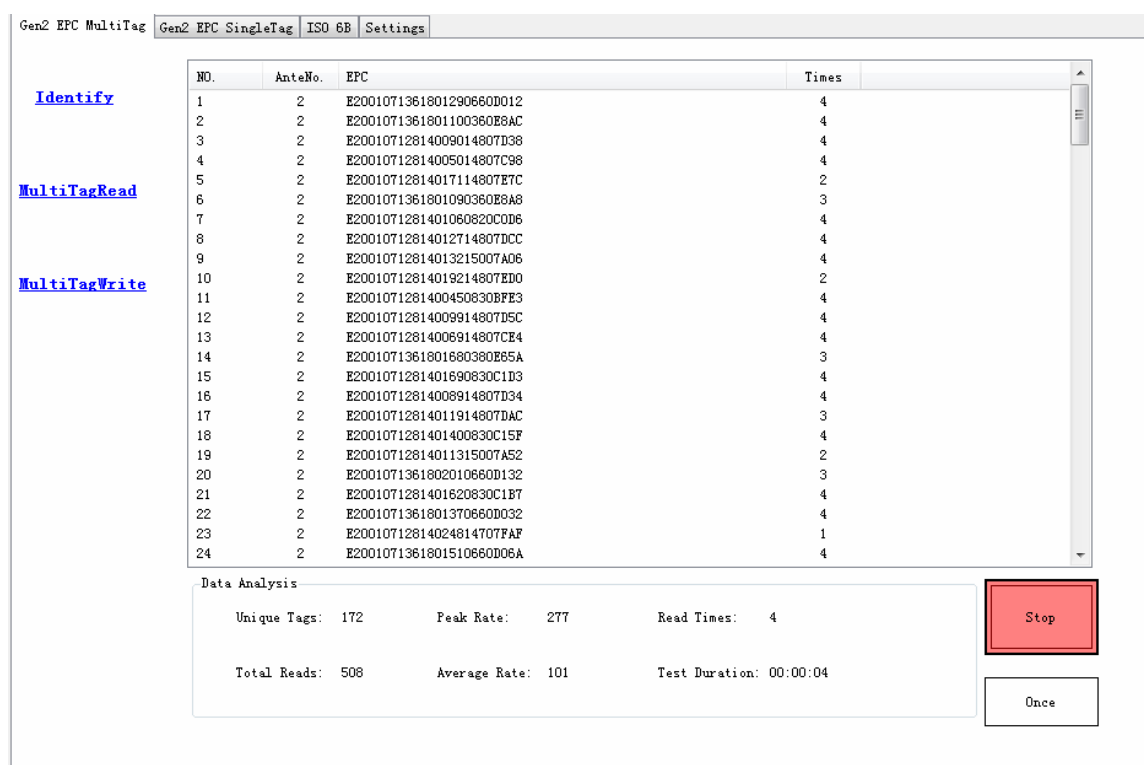 Gen2 EPC MultiTag Gen2 EPC SingleTag ISO 6B Settings
Identify
MultiTagRead
MultiTagWrite
NO. AnteNo. EPC Times
1 2 E2001071361801290660D012 4
2 2 E2001071361801100360E8AC 4
3 2 E20010712814009014807D38 4
4 2 E20010712814005014807C98 4
5 2 E20010712814017114807E7C 2
6 2 E2001071361801090360E8A8 3
7 2 E2001071281401060820C0D6 4
8 2 E20010712814012714807DCC 4
9 2 E20010712814013215007A06 4
10 2 E20010712814019214807ED0 2
11 2 E2001071281400450830BFE3 4
12 2 E20010712814009914807D5C 4
13 2 E20010712814006914807CE4 4
14 2 E2001071361801680380E65A 3
15 2 E2001071281401690830C1D3 4
16 2 E20010712814008914807D34 4
17 2 E20010712814011914807DAC 3
18 2 E2001071281401400830C15F 4
19 2 E20010712814011315007A52 2
20 2 E2001071361802010660D132 3
21 2 E2001071281401620830C1B7 4
22 2 E2001071361801370660D032 4
23 2 E20010712814024814707FAF 1
24 2 E2001071361801510660D06A 4
Data Analysis
Unique Tags: 172 Peak Rate: 277 Read Times: 4
Total Reads: 508 Average Rate: 101 Test Duration: 00:00:04
Stop
Once